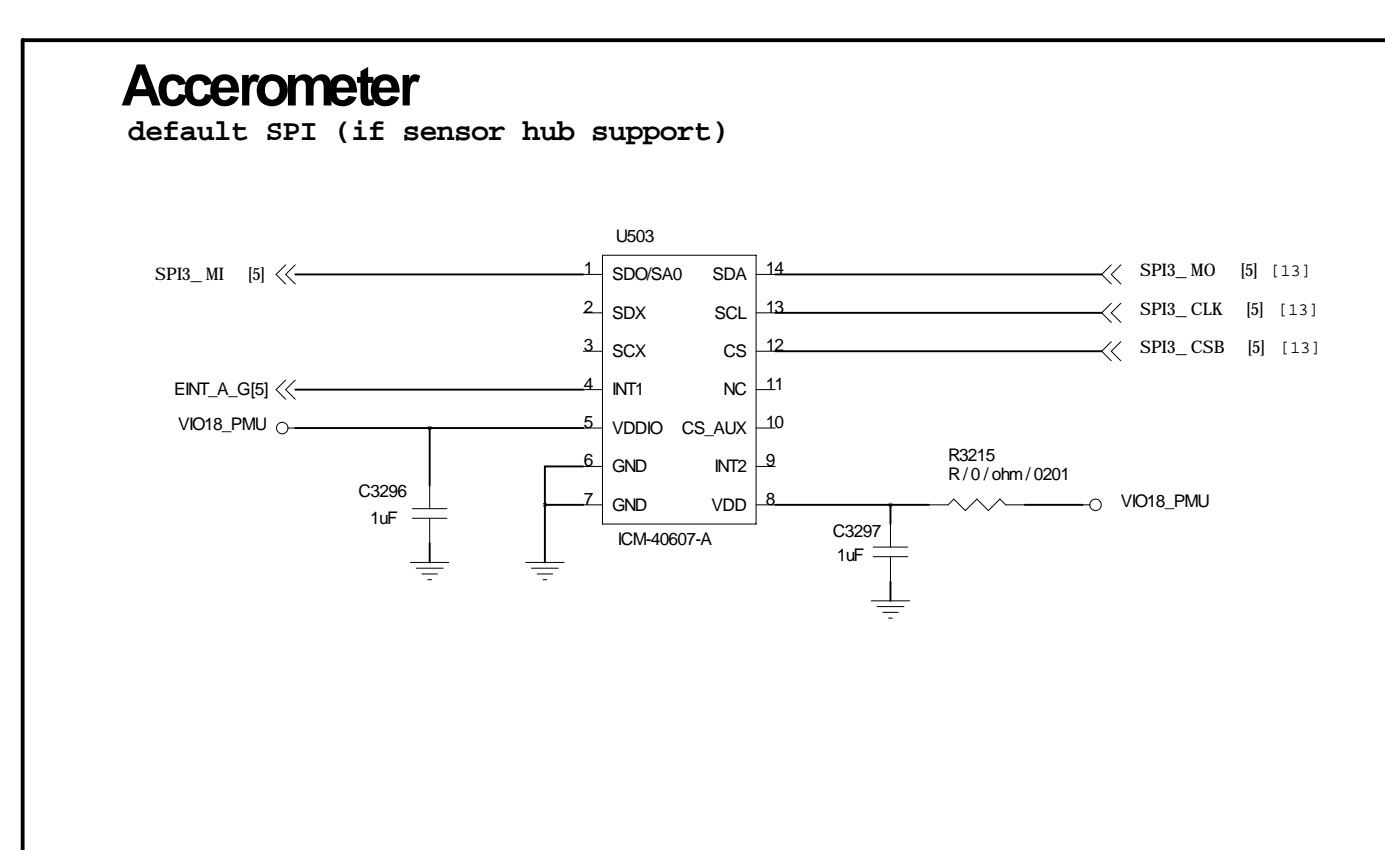 Accerometer
default SPI (if sensor hub support)
U503
SPI3_ MI [5]
1 SDO/SA0 SDA 14
SPI3_ MO [5] [13]
2 SDX SCL 13
SPI3_ CLK [5] [13]
3 SCX CS 12
SPI3_ CSB [5] [13]
EINT_A_G[5]
4 INT1 NC 11
VIO18_PMU
5 VDDIO CS_AUX 10
6 GND INT2 9
R3215
R / 0 / ohm / 0201
7 GND VDD 8
VIO18_PMU
C3296
1uF
ICM-40607-A
C3297
1uF